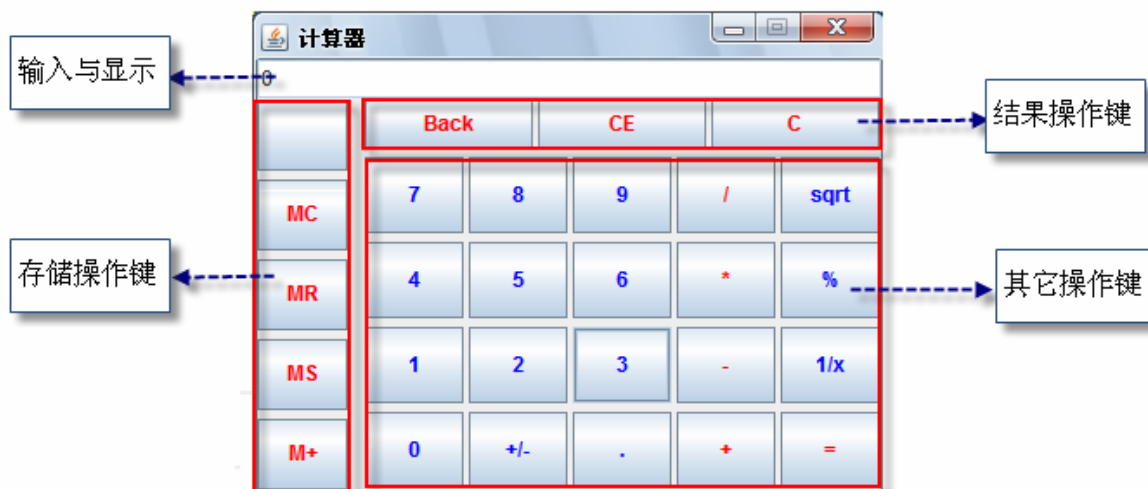 计算器
输入与显示
0
结果操作键
Back CE C
7 8 9 / sqrt
MC
存储操作键
4 5 6 * %
其它操作键
MR
1 2 3 - 1/x
MS
0 +/- . + =
M+